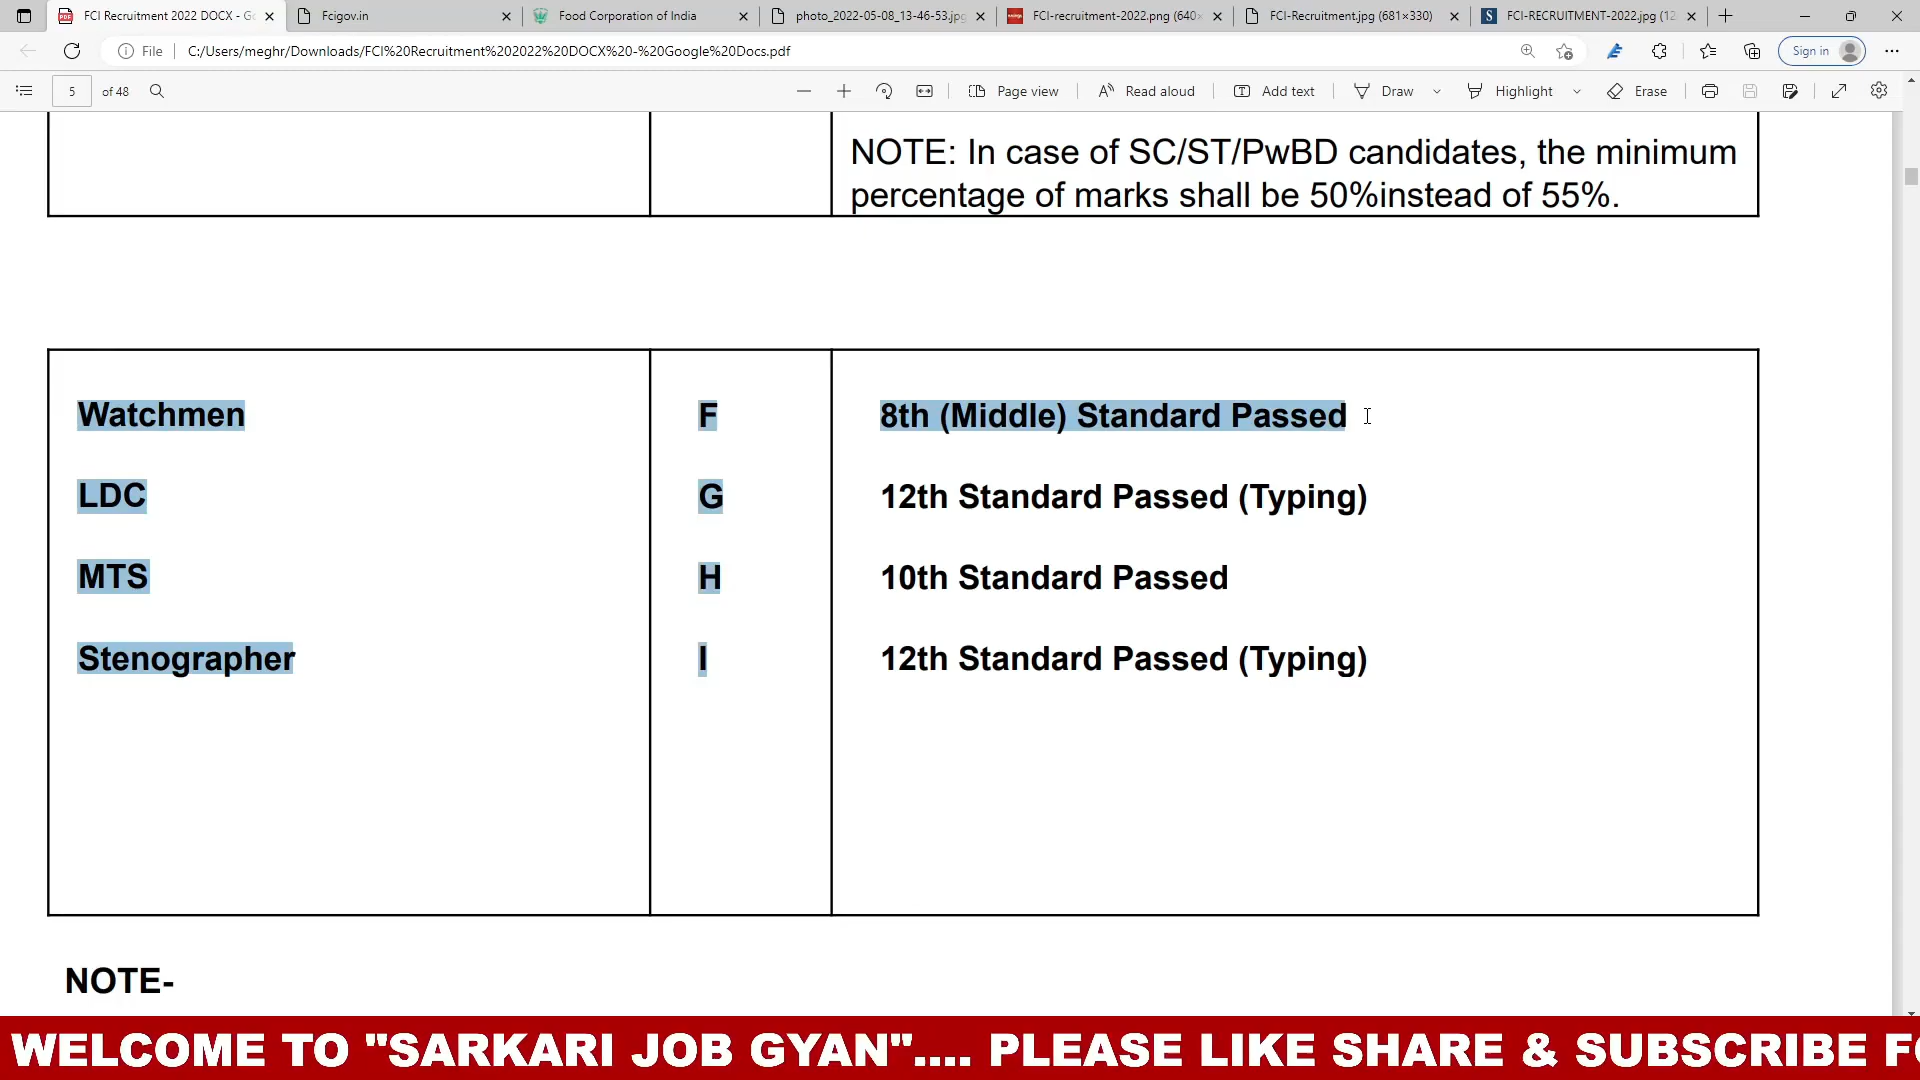 FCI Recruitment 2022 DOCX - Go
Fcigov.in
Food Corporation of India
photo_2022-05-08_13-46-53.jpg
FCI-recruitment-2022.png (640×
FCI-Recruitment.jpg (681×330)
S
FCI-RECRUITMENT-2022.jpg (12
File
C:/Users/meghr/Downloads/FCI%20Recruitment%202022%20DOCX%20-%20Google%20Docs.pdf
Sign in
5
of 48
Page view
Read aloud
Add text
Draw
Highlight
Erase
NOTE: In case of SC/ST/PwBD candidates, the minimum
percentage of marks shall be 50%instead of 55%.
Watchmen F 8th (Middle) Standard Passed
LDC G 12th Standard Passed (Typing)
MTS H 10th Standard Passed
Stenographer I 12th Standard Passed (Typing)
NOTE-
WELCOME TO "SARKARI JOB GYAN".... PLEASE LIKE SHARE & SUBSCRIBE FO